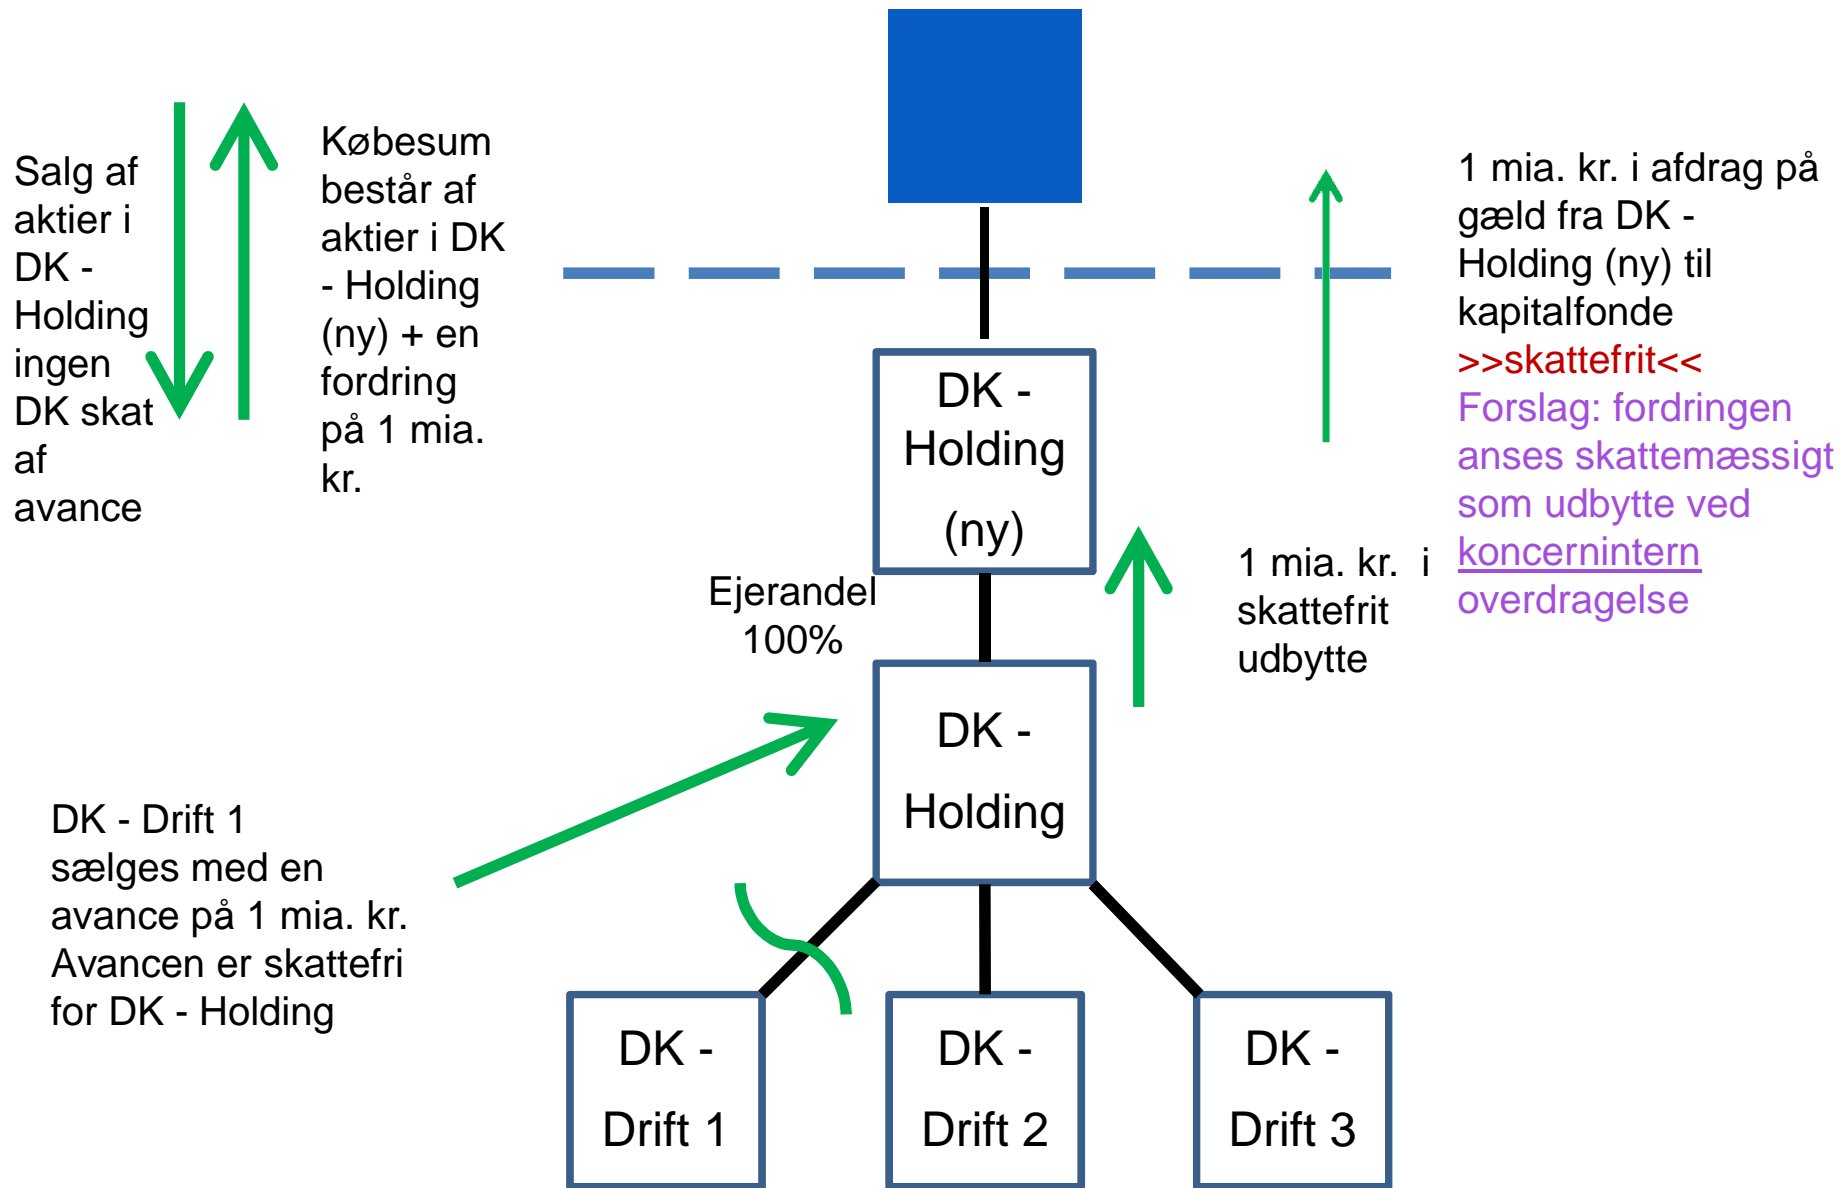 Salg af
aktier i
DK -
Holding
ingen
DK skat
af
avance
Købesum
består af
aktier i DK
- Holding
(ny) + en
fordring
på 1 mia.
kr.
1 mia. kr. i afdrag på
gæld fra DK -
Holding (ny) til
kapitalfonde
>>skattefrit<<
Forslag: fordringen
anses skattemæssigt
som udbytte ved
koncernintern
overdragelse
DK -
Holding
(ny)
Ejerandel
100%
1 mia. kr. i
skattefrit
udbytte
DK -
Holding
DK - Drift 1
sælges med en
avance på 1 mia. kr.
Avancen er skattefri
for DK - Holding
DK -
Drift 1
DK -
Drift 2
DK -
Drift 3